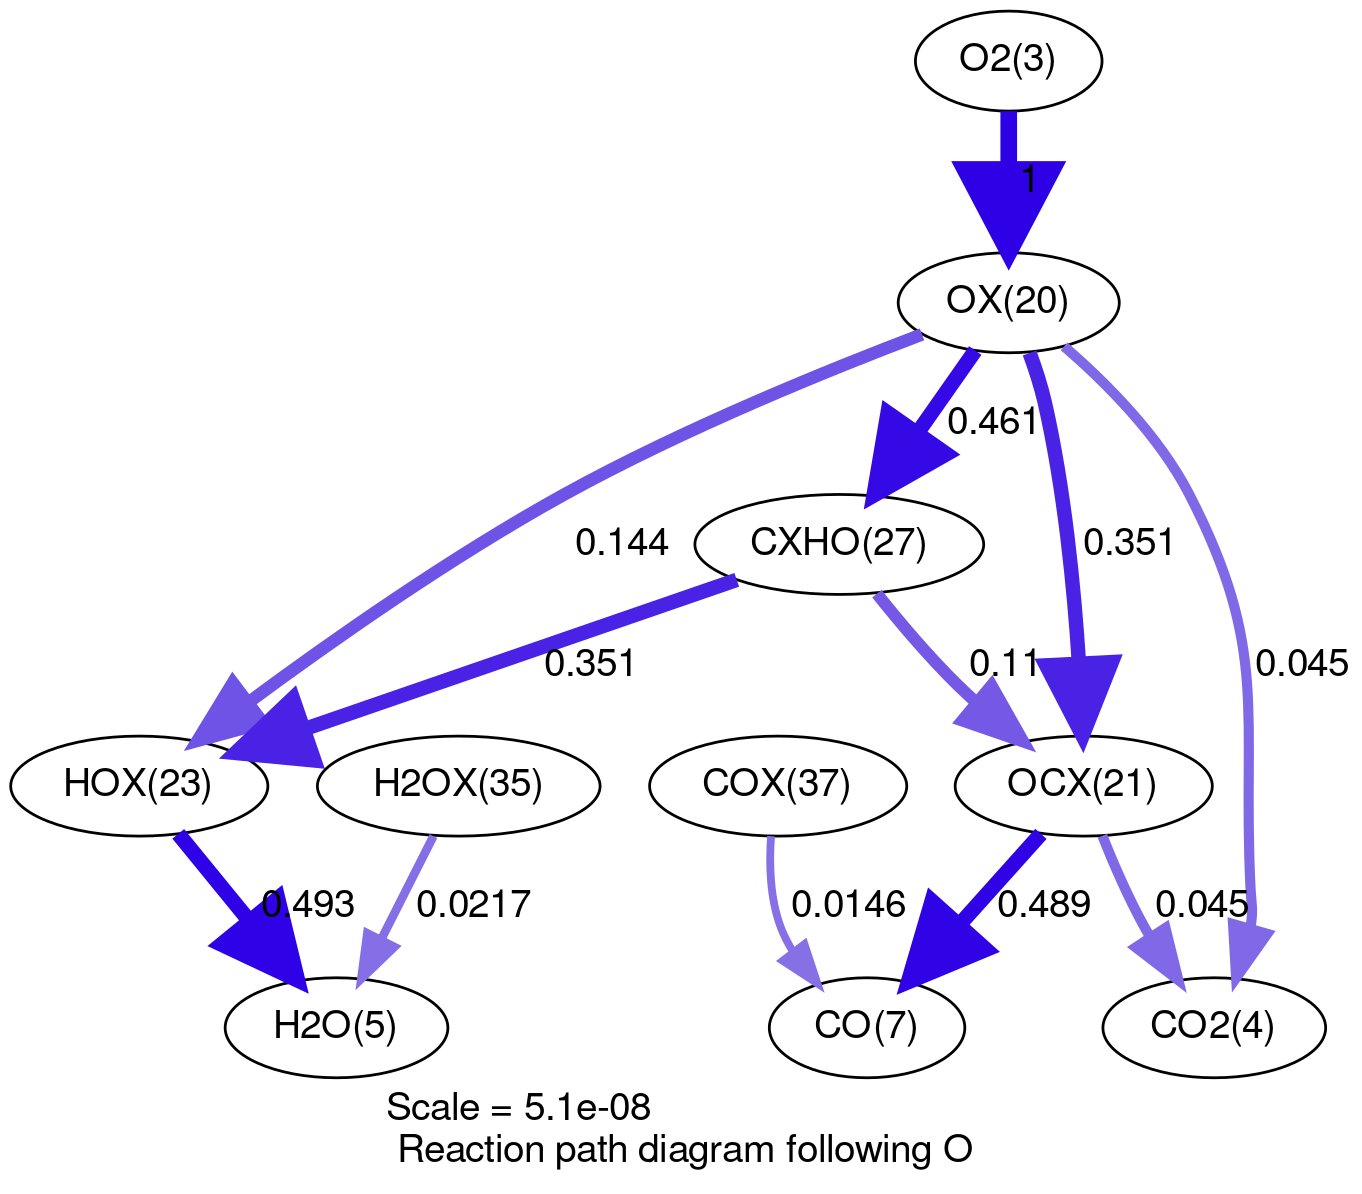 O2(3)
1
OX(20)
0.461
0.144
CXHO(27)
0.351
0.351
0.11
0.045
HOX(23)
H2OX(35)
COX(37)
OCX(21)
0.493
0.0217
0.0146
0.489
0.045
H2O(5)
CO(7)
CO2(4)
Scale = 5.1e-08
Reaction path diagram following O